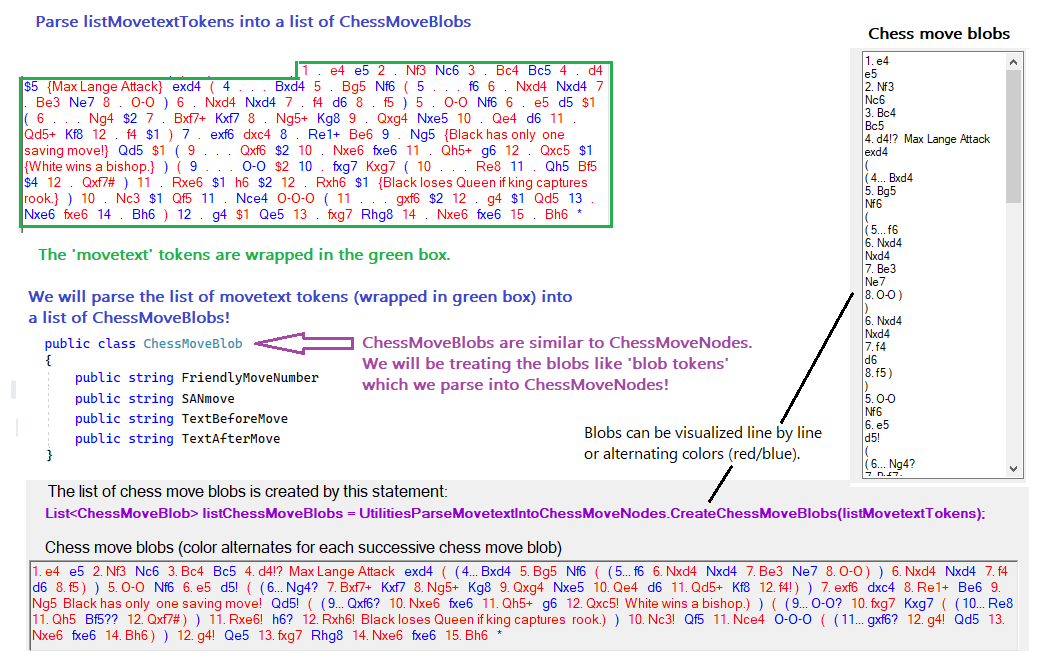 Parse listMovetextTokens into a list of ChessMoveBlobs
1 . e4 e5 2 . Nf3 Nc6 3 . Bc4 Bc5 4 . d4
$5 {Max Lange Attack} exd4 ( 4 . . . Bxd4 5 . Bg5 Nf6 ( 5 . . . f6 6 . Nxd4 Nxd4 7
. Be3 Ne7 8 . O-O ) 6 . Nxd4 Nxd4 7 . f4 d6 8 . f5 ) 5 . O-O Nf6 6 . e5 d5 $1
( 6 . . . Ng4 $2 7 . Bxf7+ Kxf7 8 . Ng5+ Kg8 9 . Qxg4 Nxe5 10 . Qe4 d6 11 .
Qd5+ Kf8 12 . f4 $1 ) 7 . exf6 dxc4 8 . Re1+ Be6 9 . Ng5 {Black has only one
saving move!} Qd5 $1 ( 9 . . . Qxf6 $2 10 . Nxe6 fxe6 11 . Qh5+ g6 12 . Qxc5 $1
{White wins a bishop.} ) ( 9 . . . O-O $2 10 . fxg7 Kxg7 ( 10 . . . Re8 11 . Qh5 Bf5
$4 12 . Qxf7# ) 11 . Rxe6 $1 h6 $2 12 . Rxh6 $1 {Black loses Queen if king captures
rook.} ) 10 . Nc3 $1 Qf5 11 . Nce4 O-O-O ( 11 . . . gxf6 $2 12 . g4 $1 Qd5 13 .
Nxe6 fxe6 14 . Bh6 ) 12 . g4 $1 Qe5 13 . fxg7 Rhg8 14 . Nxe6 fxe6 15 . Bh6 *
The 'movetext' tokens are wrapped in the green box.
We will parse the list of movetext tokens (wrapped in green box) into
a list of ChessMoveBlobs!
public class ChessMoveBlob
{
public string FriendlyMoveNumber
public string SANmove
public string TextBeforeMove
public string TextAfterMove
}
ChessMoveBlobs are similar to ChessMoveNodes.
We will be treating the blobs like 'blob tokens'
which we parse into ChessMoveNodes!
Blobs can be visualized line by line
or alternating colors (red/blue).
Chess move blobs
1. e4
e5
2. Nf3
Nc6
3. Bc4
Bc5
4. d4!? Max Lange Attack
exd4
(
( 4... Bxd4
5. Bg5
Nf6
(
( 5... f6
6. Nxd4
Nxd4
7. Be3
Ne7
8. O-O )
)
6. Nxd4
Nxd4
7. f4
d6
8. f5 )
)
5. O-O
Nf6
6. e5
d5!
(
( 6... Ng4?
7. Bxf7+
The list of chess move blobs is created by this statement:
List<ChessMoveBlob> listChessMoveBlobs = UtilitiesParseMovetextIntoChessMoveNodes.CreateChessMoveBlobs(listMovetextTokens);
Chess move blobs (color alternates for each successive chess move blob)
1. e4 e5 2. Nf3 Nc6 3. Bc4 Bc5 4. d4!? Max Lange Attack exd4 ( ( 4... Bxd4 5. Bg5 Nf6 ( ( 5... f6 6. Nxd4 Nxd4 7. Be3 Ne7 8. O-O ) ) 6. Nxd4 Nxd4 7. f4
d6 8. f5 ) ) 5. O-O Nf6 6. e5 d5! ( ( 6... Ng4? 7. Bxf7+ Kxf7 8. Ng5+ Kg8 9. Qxg4 Nxe5 10. Qe4 d6 11. Qd5+ Kf8 12. f4! ) ) 7. exf6 dxc4 8. Re1+ Be6 9.
Ng5 Black has only one saving move! Qd5! ( ( 9... Qxf6? 10. Nxe6 fxe6 11. Qh5+ g6 12. Qxc5! White wins a bishop. ) ) ( ( 9... O-O? 10. fxg7 Kxg7 ( ( 10... Re8
11. Qh5 Bf5?? 12. Qxf7# ) ) 11. Rxe6! h6? 12. Rxh6! Black loses Queen if king captures rook. ) ) 10. Nc3! Qf5 11. Nce4 O-O-O ( ( 11... gxf6? 12. g4! Qd5 13.
Nxe6 fxe6 14. Bh6 ) ) 12. g4! Qe5 13. fxg7 Rhg8 14. Nxe6 fxe6 15. Bh6 *